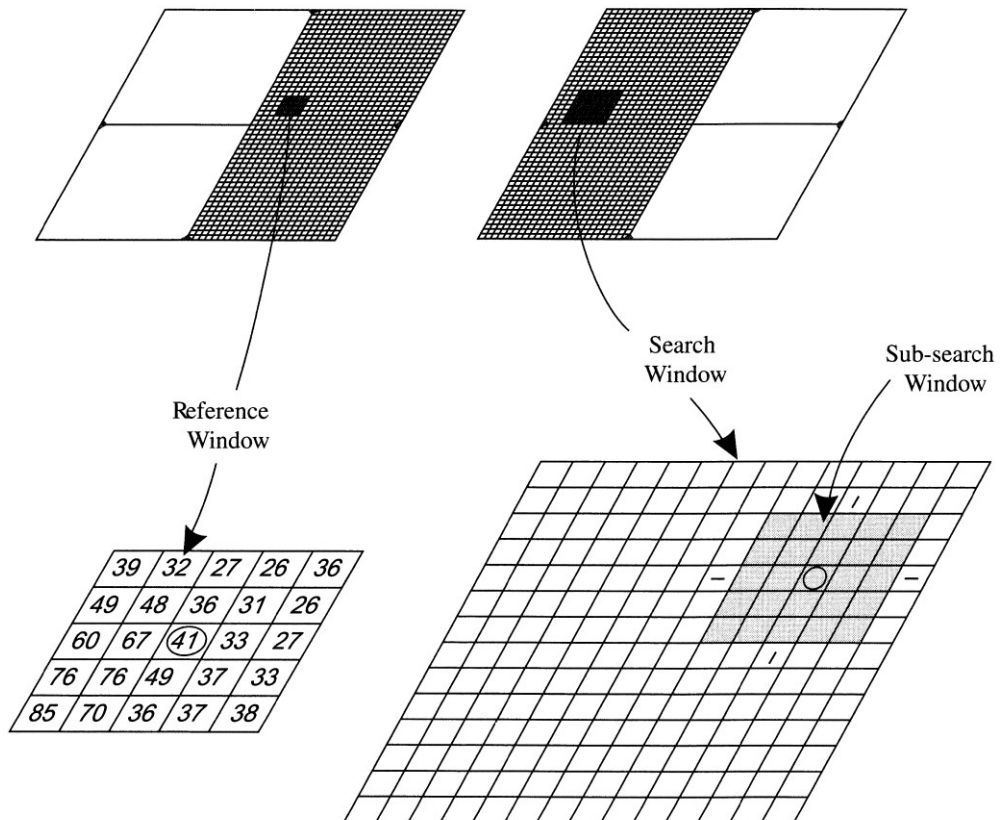 Search
Window
Sub-search
Window
Reference
Window
39 32 27 26 36
49 48 36 31 26
60 67 41 33 27
76 76 49 37 33
85 70 36 37 38